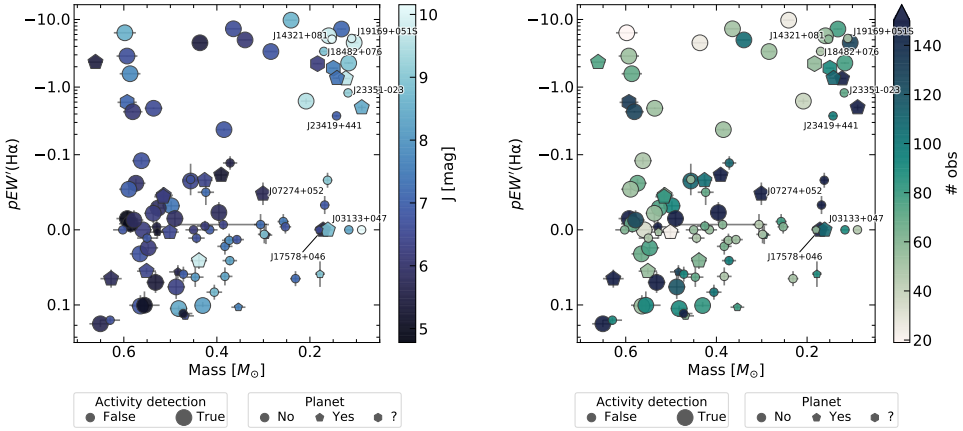 −10.0
−1.0
−0.1
0.0
0.1
pEW'(Hα)
0.6
0.4
0.2
Mass [M⊙]
J14321+081
J19169+051S
J18482+076
J23351-023
J23419+441
J07274+052
J03133+047
J17578+046
10
9
8
7
6
5
J [mag]
Activity detection
False
True
Planet
No
Yes
?
−10.0
−1.0
−0.1
0.0
0.1
pEW'(Hα)
0.6
0.4
0.2
Mass [M⊙]
J14321+081
J19169+051S
J18482+076
J23351-023
J23419+441
J07274+052
J03133+047
J17578+046
140
120
100
80
60
40
20
# obs
Activity detection
False
True
Planet
No
Yes
?